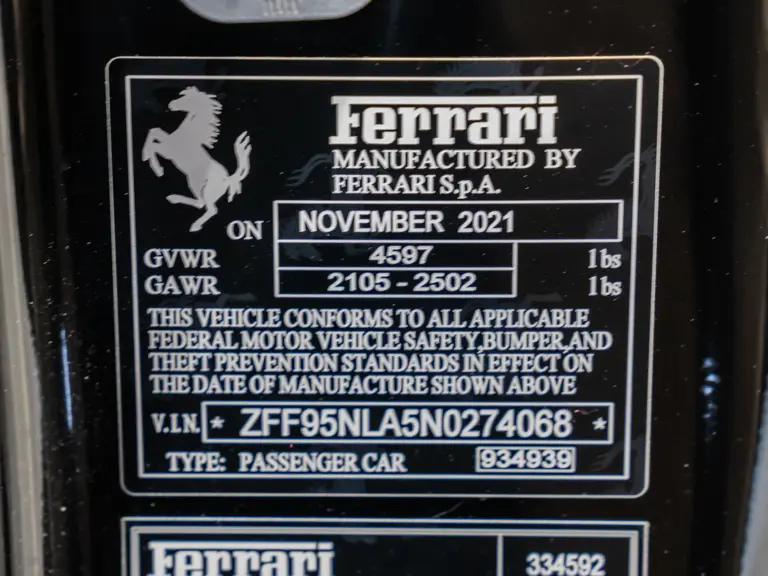 Ferrari
MANUFACTURED BY
FERRARI S.p.A.
ON NOVEMBER 2021
GVWR 4597 lbs
GAWR 2105 - 2502 lbs
THIS VEHICLE CONFORMS TO ALL APPLICABLE
FEDERAL MOTOR VEHICLE SAFETY,BUMPER,AND
THEFT PREVENTION STANDARDS IN EFFECT ON
THE DATE OF MANUFACTURE SHOWN ABOVE
V.I.N. * ZFF95NLA5N0274068 *
TYPE: PASSENGER CAR 934939
Ferrari 334592